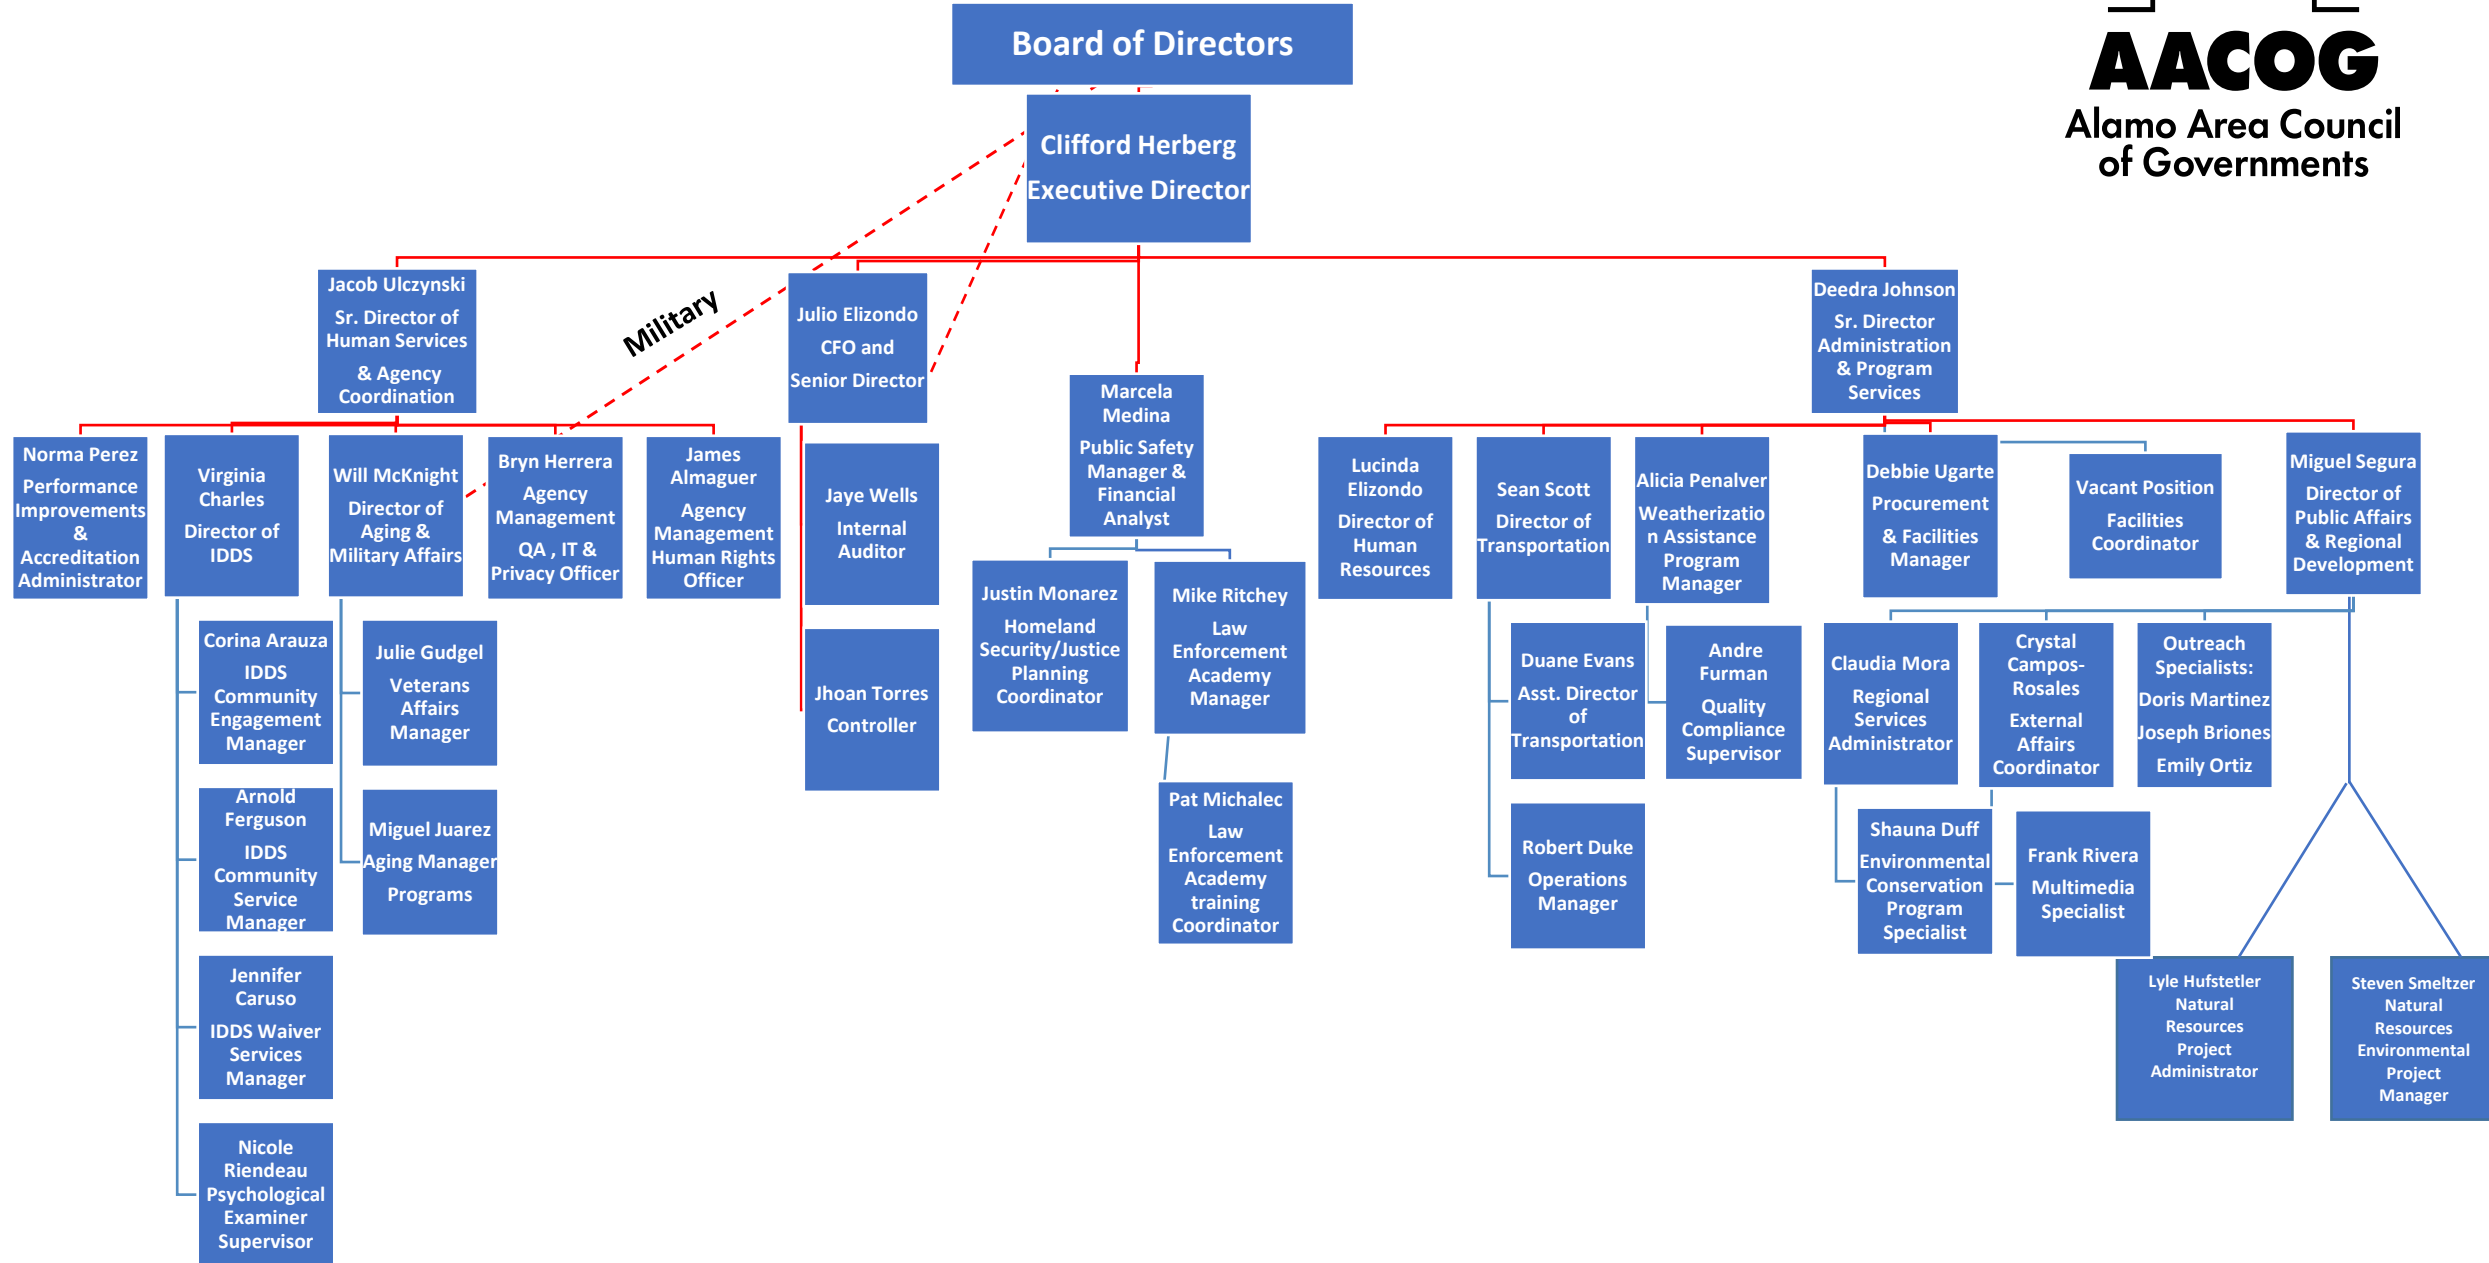 Board of Directors
AACOG
Alamo Area Council
of Governments
Clifford Herberg
Executive Director
Military
Jacob Ulczynski
Sr. Director of
Human Services
& Agency
Coordination
Julio Elizondo
CFO and
Senior Director
Marcela
Medina
Public Safety
Manager &
Financial
Analyst
Deedra Johnson
Sr. Director
Administration
& Program
Services
Norma Perez
Performance
Improvements
&
Accreditation
Administrator
Virginia
Charles
Director of
IDDS
Will McKnight
Director of
Aging &
Military Affairs
Bryn Herrera
Agency
Management
QA , IT &
Privacy Officer
James
Almaguer
Agency
Management
Human Rights
Officer
Jaye Wells
Internal
Auditor
Jhoan Torres
Controller
Justin Monarez
Homeland
Security/Justice
Planning
Coordinator
Mike Ritchey
Law
Enforcement
Academy
Manager
Pat Michalec
Law
Enforcement
Academy
training
Coordinator
Lucinda
Elizondo
Director of
Human
Resources
Sean Scott
Director of
Transportation
Alicia Penalver
Weatherizatio
n Assistance
Program
Manager
Debbie Ugarte
Procurement
& Facilities
Manager
Vacant Position
Facilities
Coordinator
Miguel Segura
Director of
Public Affairs
& Regional
Development
Corina Arauza
IDDS
Community
Engagement
Manager
Arnold
Ferguson
IDDS
Community
Service
Manager
Jennifer
Caruso
IDDS Waiver
Services
Manager
Nicole
Riendeau
Psychological
Examiner
Supervisor
Julie Gudgel
Veterans
Affairs
Manager
Miguel Juarez
Aging Manager
Programs
Duane Evans
Asst. Director
of
Transportation
Robert Duke
Operations
Manager
Andre
Furman
Quality
Compliance
Supervisor
Claudia Mora
Regional
Services
Administrator
Crystal
Campos-
Rosales
External
Affairs
Coordinator
Outreach
Specialists:
Doris Martinez
Joseph Briones
Emily Ortiz
Shauna Duff
Environmental
Conservation
Program
Specialist
Frank Rivera
Multimedia
Specialist
Lyle Hufstetler
Natural
Resources
Project
Administrator
Steven Smeltzer
Natural
Resources
Environmental
Project
Manager